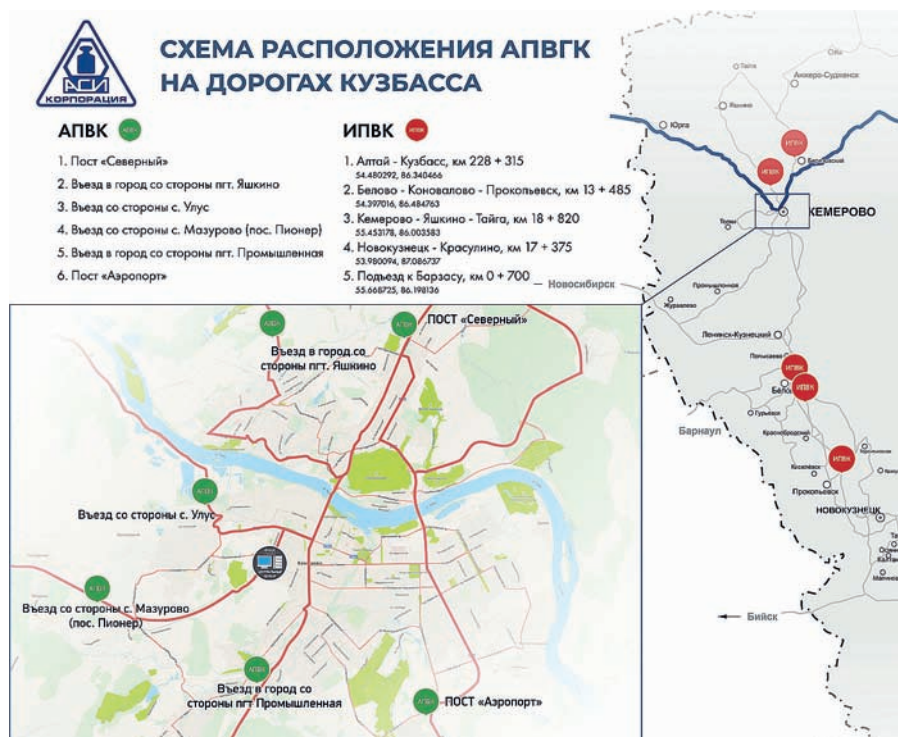 АСИ
КОРПОРАЦИЯ
СХЕМА РАСПОЛОЖЕНИЯ АПВГК
НА ДОРОГАХ КУЗБАССА
АПВК АПВК
1. Пост «Северный»
2. Въезд в город со стороны пгт. Яшкино
3. Въезд со стороны с. Улус
4. Въезд со стороны с. Мазурово (пос. Пионер)
5. Въезд в город со стороны пгт. Промышленная
6. Пост «Аэропорт»
ИПВК ИПВК
1. Алтай - Кузбасс, км 228 + 315
54.480292, 86.340466
2. Белово - Коновалово - Прокопьевск, км 13 + 485
54.397016, 86.484763
3. Кемерово - Яшкино - Тайга, км 18 + 820
55.453178, 86.003583
4. Новокузнецк - Красулино, км 17 + 375
53.980094, 87.086737
5. Подъезд к Барзасу, км 0 + 700
55.668725, 86.198136
Тайга
Анжеро-Судженск
Яшкино
Юрга
ИПВК
ИПВК
КЕМЕРОВО
Топки
Новосибирск
Промышленная
Журавлево
Ленинск-Кузнецкий
ИПВК
ИПВК
Гурьевск
Барнаул
Краснобродский
ИПВК
Киселёвск
Прокопьевск
НОВОКУЗНЕЦК
Бийск
АПВК
Въезд в город со
стороны пгт. Яшкино
АПВК
ПОСТ «Северный»
АПВК
Въезд со стороны с. Улус
АПВК
Въезд со стороны с. Мазурово
(пос. Пионер)
АПВК
Въезд в город со
стороны пгт Промышленная
АПВК
ПОСТ «Аэропорт»